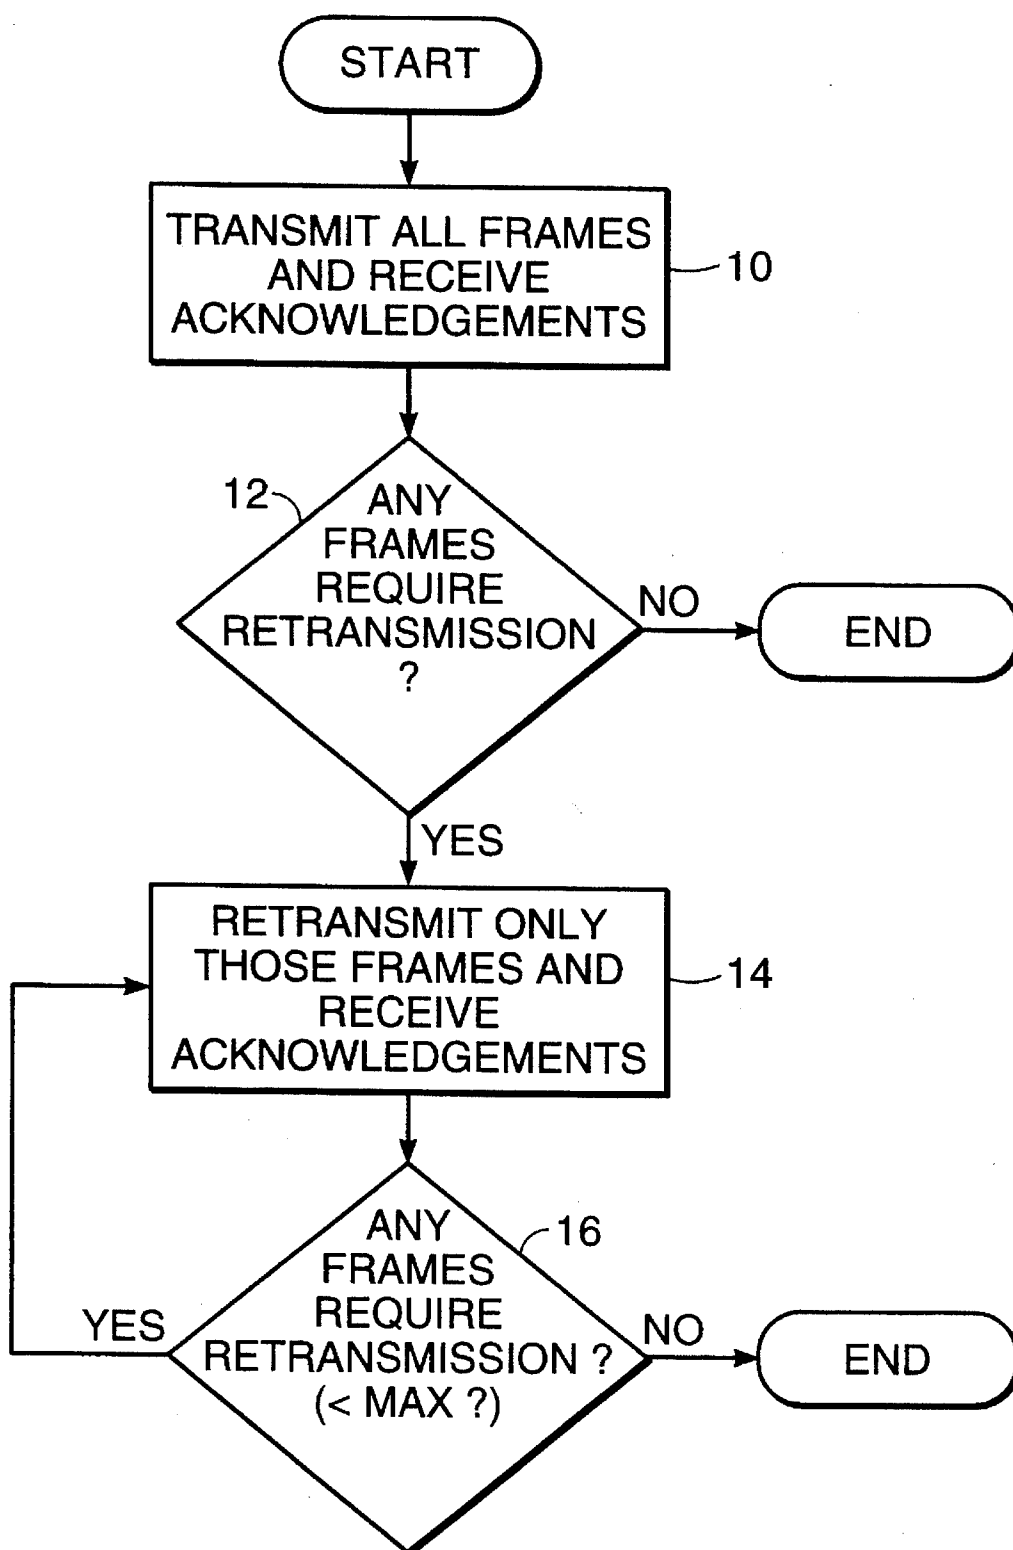 START
TRANSMIT ALL FRAMES
AND RECEIVE
ACKNOWLEDGEMENTS
10
12
ANY
FRAMES
REQUIRE
RETRANSMISSION
?
NO
END
YES
RETRANSMIT ONLY
THOSE FRAMES AND
RECEIVE
ACKNOWLEDGEMENTS
14
ANY
FRAMES
REQUIRE
RETRANSMISSION ?
(< MAX ?)
16
YES
NO
END